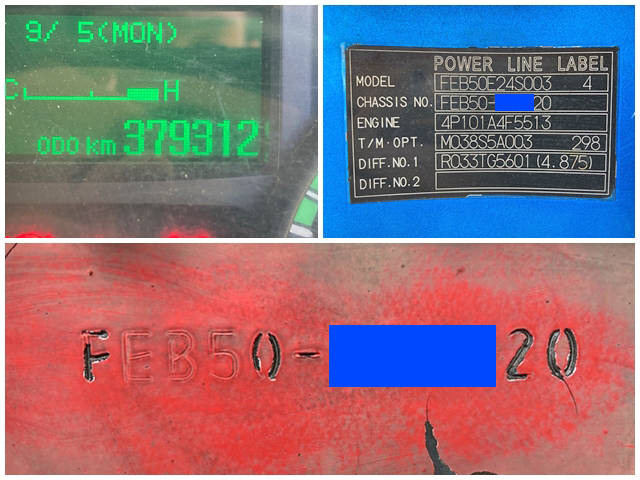 9/ 5(MON)
C H
ODO km 379312
POWER LINE LABEL
MODEL FEB50E24S003 4
CHASSIS NO. FEB50- 20
ENGINE 4P101A4F5513
T/M·OPT. M038S5A003 298
DIFF.NO.1 R033TG5601(4.875)
DIFF.NO.2
FEB50- 20